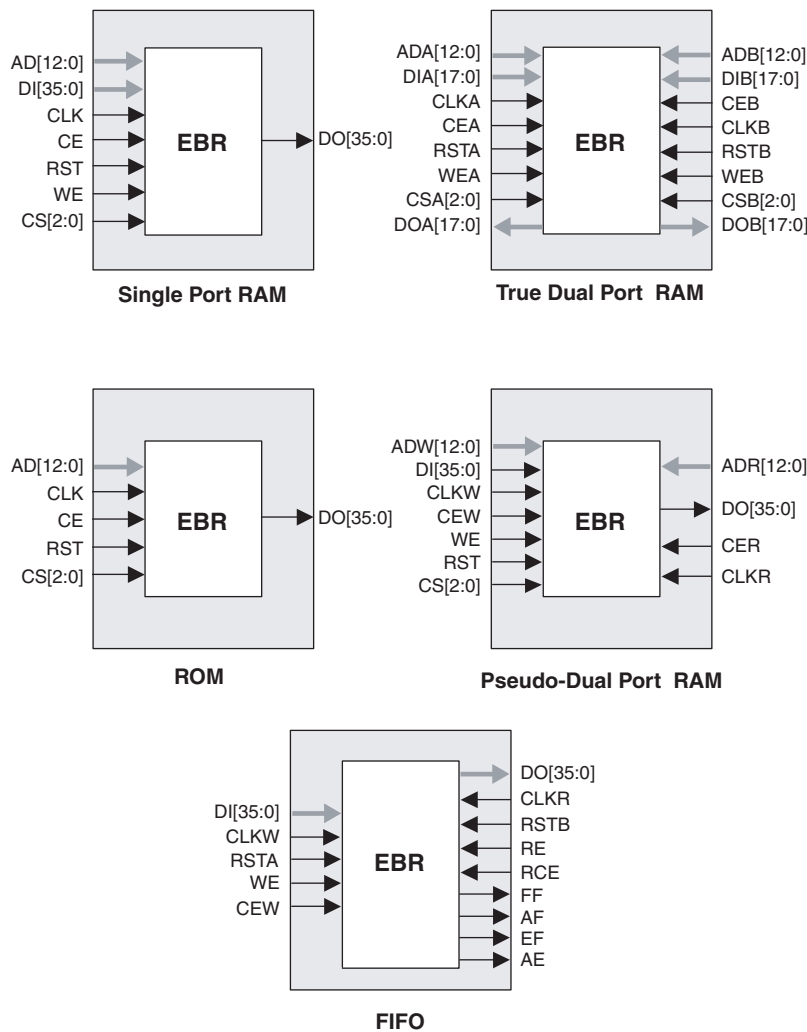 AD[12:0]
DI[35:0]
CLK
CE
RST
WE
CS[2:0]
EBR
DO[35:0]
Single Port RAM
ADA[12:0]
DIA[17:0]
CLKA
CEA
RSTA
WEA
CSA[2:0]
DOA[17:0]
EBR
ADB[12:0]
DIB[17:0]
CEB
CLKB
RSTB
WEB
CSB[2:0]
DOB[17:0]
True Dual Port RAM
AD[12:0]
CLK
CE
RST
CS[2:0]
EBR
DO[35:0]
ROM
ADW[12:0]
DI[35:0]
CLKW
CEW
WE
RST
CS[2:0]
EBR
ADR[12:0]
DO[35:0]
CER
CLKR
Pseudo-Dual Port RAM
DI[35:0]
CLKW
RSTA
WE
CEW
EBR
DO[35:0]
CLKR
RSTB
RE
RCE
FF
AF
EF
AE
FIFO